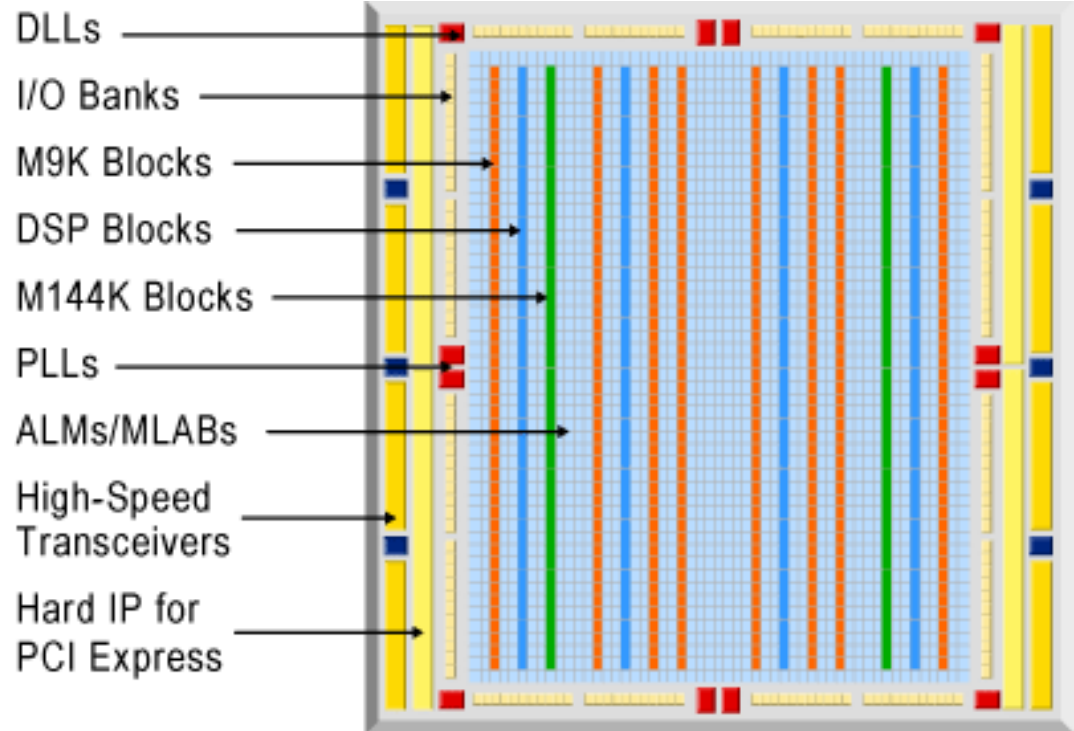 DLLs
I/O Banks
M9K Blocks
DSP Blocks
M144K Blocks
PLLs
ALMs/MLABs
High-Speed
Transceivers
Hard IP for
PCI Express